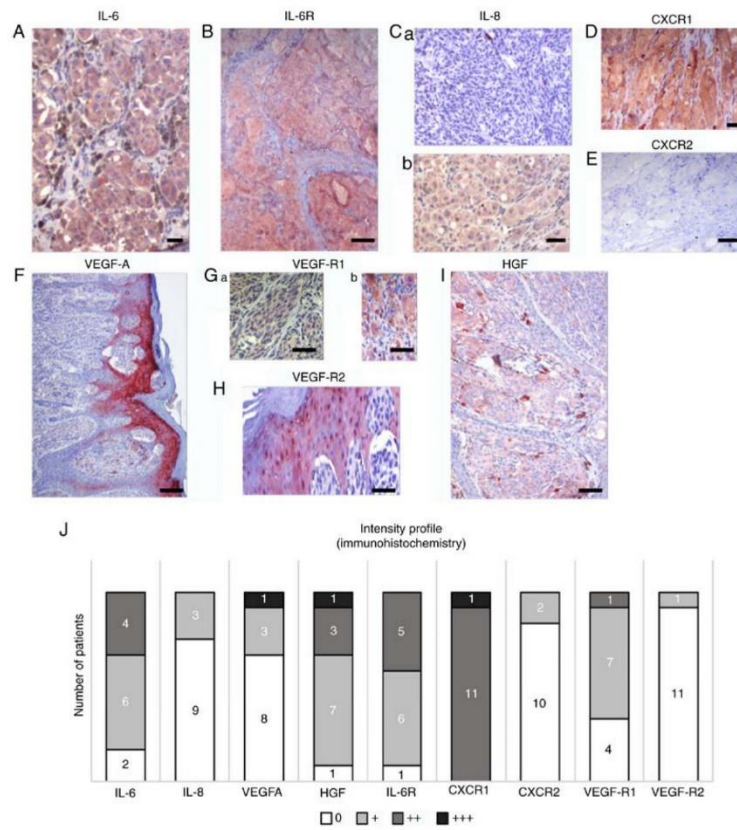 IL-6
IL-6R
IL-8
CXCR1
A
B
C a
D
CXCR2
b
E
VEGF-A
VEGF-R1
HGF
F
G a
b
I
VEGF-R2
H
J
Intensity profile
(immunohistochemistry)
Number of patients
4
6
2
3
9
1
3
8
1
3
7
1
5
6
1
1
11
2
10
1
7
4
1
11
IL-6
IL-8
VEGFA
HGF
IL-6R
CXCR1
CXCR2
VEGF-R1
VEGF-R2
0 + ++ +++